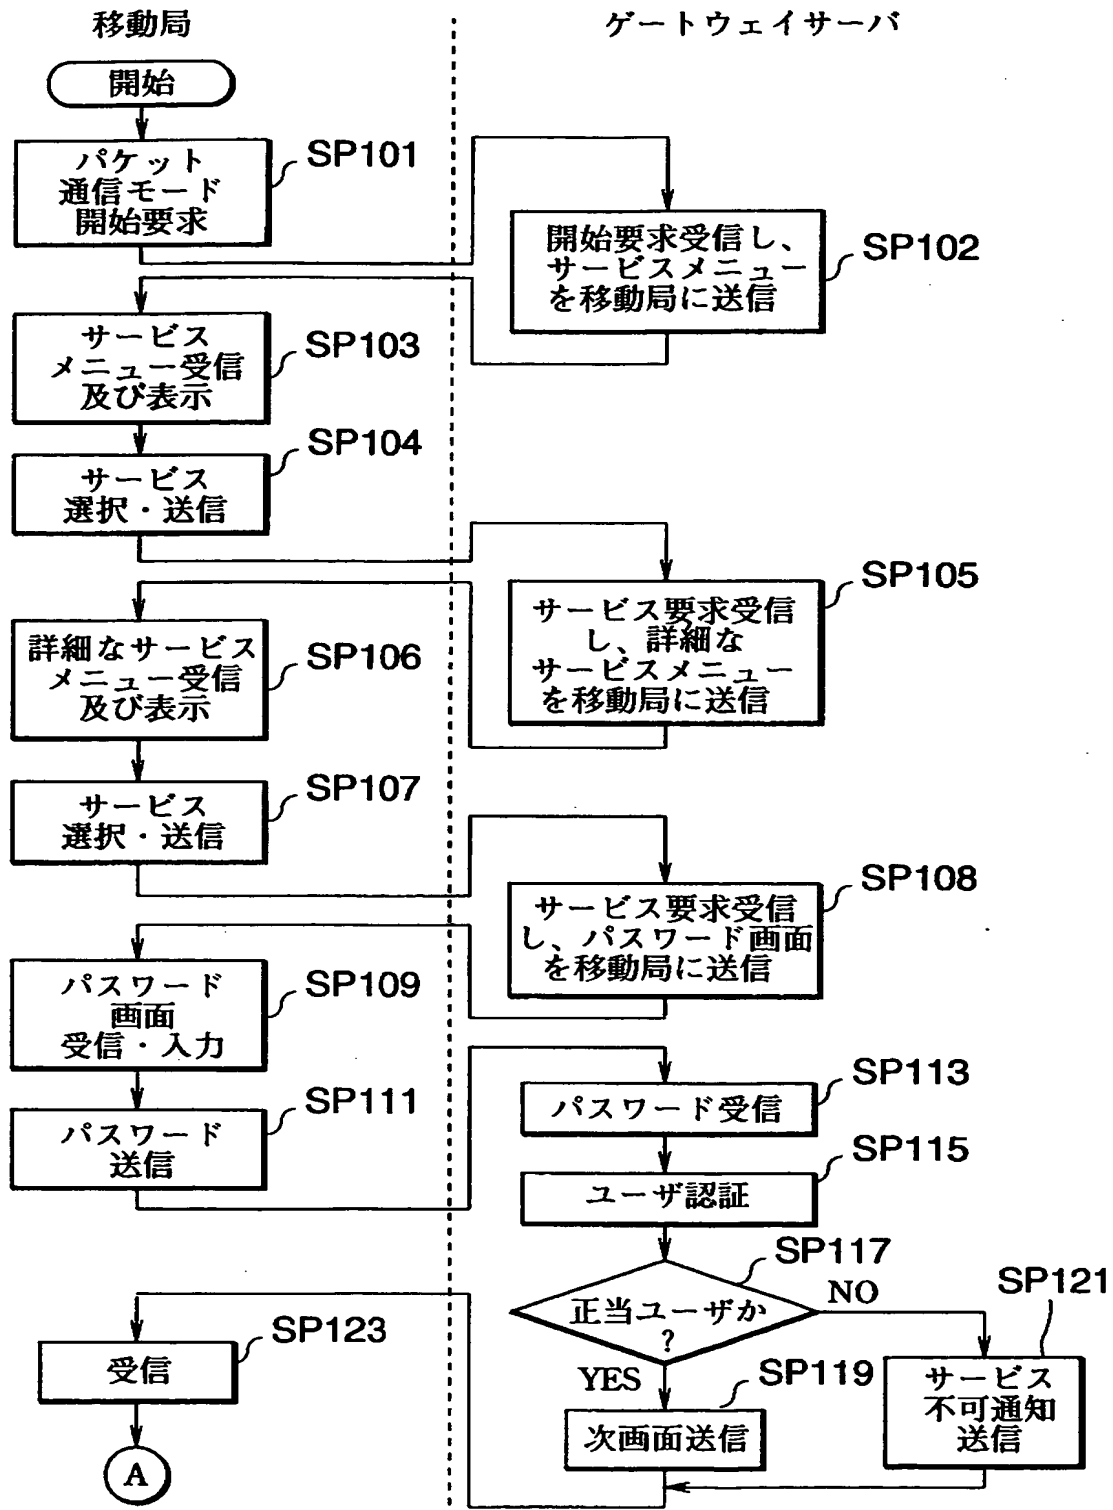 移動局
ゲートウェイサーバ
開始
パケット
通信モード
開始要求
SP101
開始要求受信し、
サービスメニュー
を移動局に送信
SP102
サービス
メニュー受信
及び表示
SP103
サービス
選択・送信
SP104
サービス要求受信
し、詳細な
サービスメニュー
を移動局に送信
SP105
詳細なサービス
メニュー受信
及び表示
SP106
サービス
選択・送信
SP107
サービス要求受信
し、パスワード画面
を移動局に送信
SP108
パスワード
画面
受信・入力
SP109
パスワード
送信
SP111
パスワード受信
SP113
ユーザ認証
SP115
正当ユーザか
?
SP117
NO
YES
次画面送信
SP119
サービス
不可通知
送信
SP121
受信
SP123
A